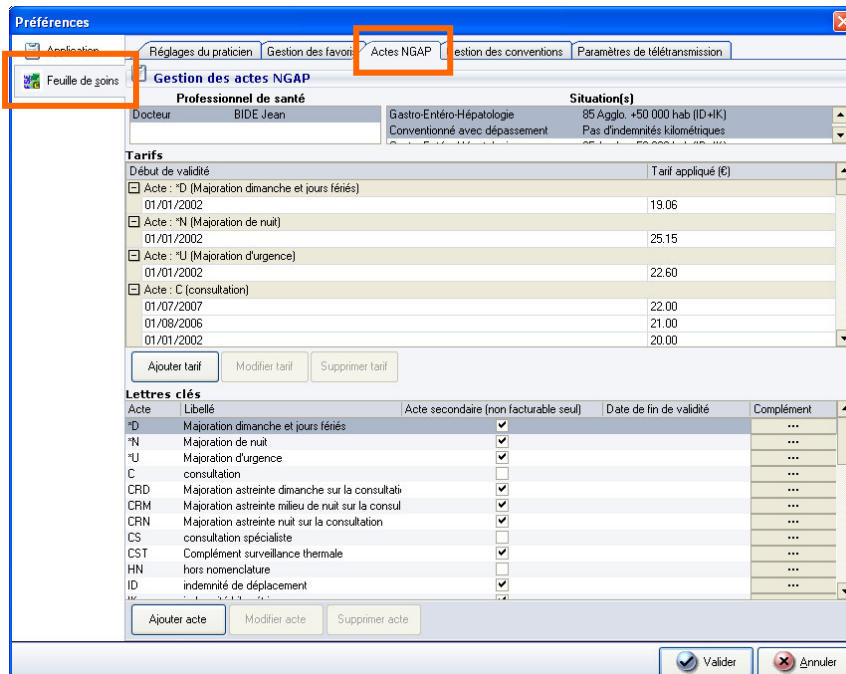 Préférences
Application
Feuille de soins
Réglages du praticien
Gestion des favoris
Actes NGAP
Gestion des conventions
Paramètres de télétransmission
Gestion des actes NGAP
Professionnel de santé Situation(s)
Docteur BIDE Jean Gastro-Entéro-Hépatologie 85 Agglo. +50 000 hab (ID+IK)
Conventionné avec dépassement Pas d'indemnités kilométriques
Tarifs
Début de validité Tarif appliqué (€)
Acte : *D (Majoration dimanche et jours fériés)
01/01/2002 19.06
Acte : *N (Majoration de nuit)
01/01/2002 25.15
Acte : *U (Majoration d'urgence)
01/01/2002 22.60
Acte : C (consultation)
01/07/2007 22.00
01/08/2006 21.00
01/01/2002 20.00
Ajouter tarif Modifier tarif Supprimer tarif
Lettres clés
Acte Libellé Acte secondaire (non facturable seul) Date de fin de validité Complément
*D Majoration dimanche et jours fériés ...
*N Majoration de nuit ...
*U Majoration d'urgence ...
C consultation ...
CRD Majoration astreinte dimanche sur la consultati ...
CRM Majoration astreinte milieu de nuit sur la consul ...
CRN Majoration astreinte nuit sur la consultation ...
CS consultation spécialiste ...
CST Complément surveillance thermale ...
HN hors nomenclature ...
ID indemnité de déplacement ...
Ajouter acte Modifier acte Supprimer acte
Valider Annuler